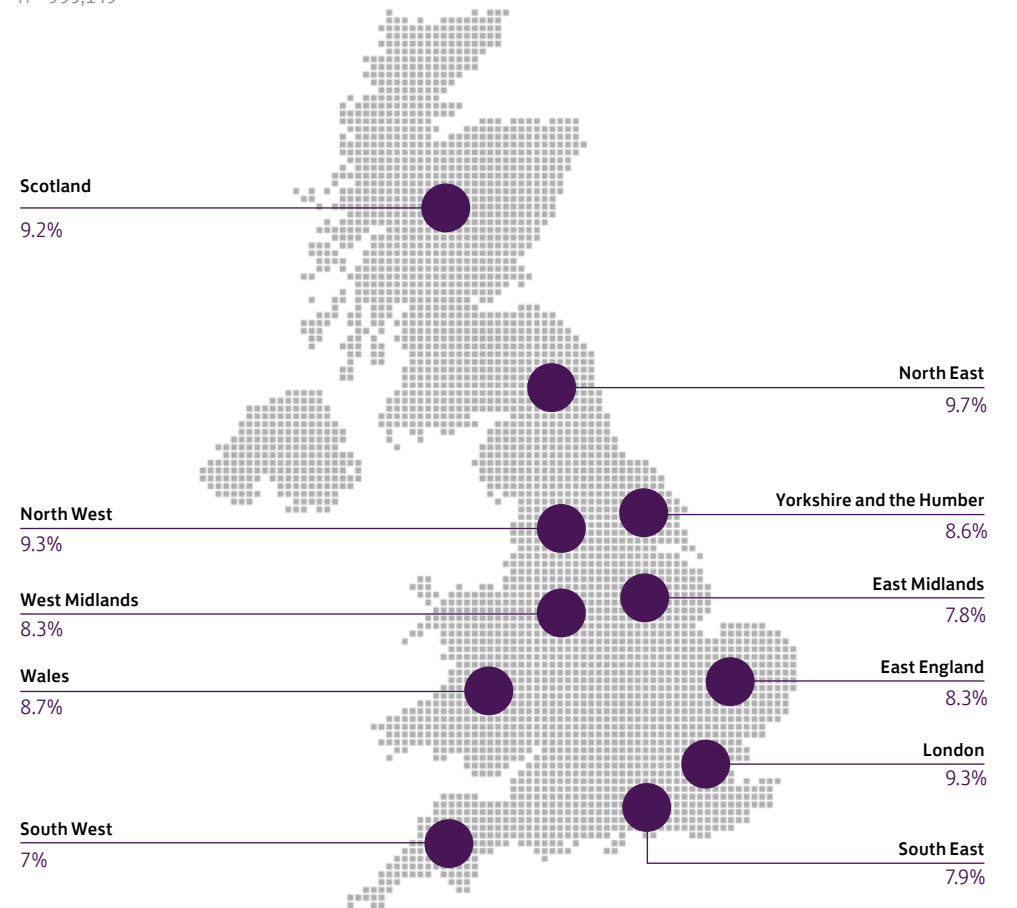 Scotland
9.2%
North East
9.7%
North West
9.3%
Yorkshire and the Humber
8.6%
West Midlands
8.3%
East Midlands
7.8%
Wales
8.7%
East England
8.3%
London
9.3%
South West
7%
South East
7.9%